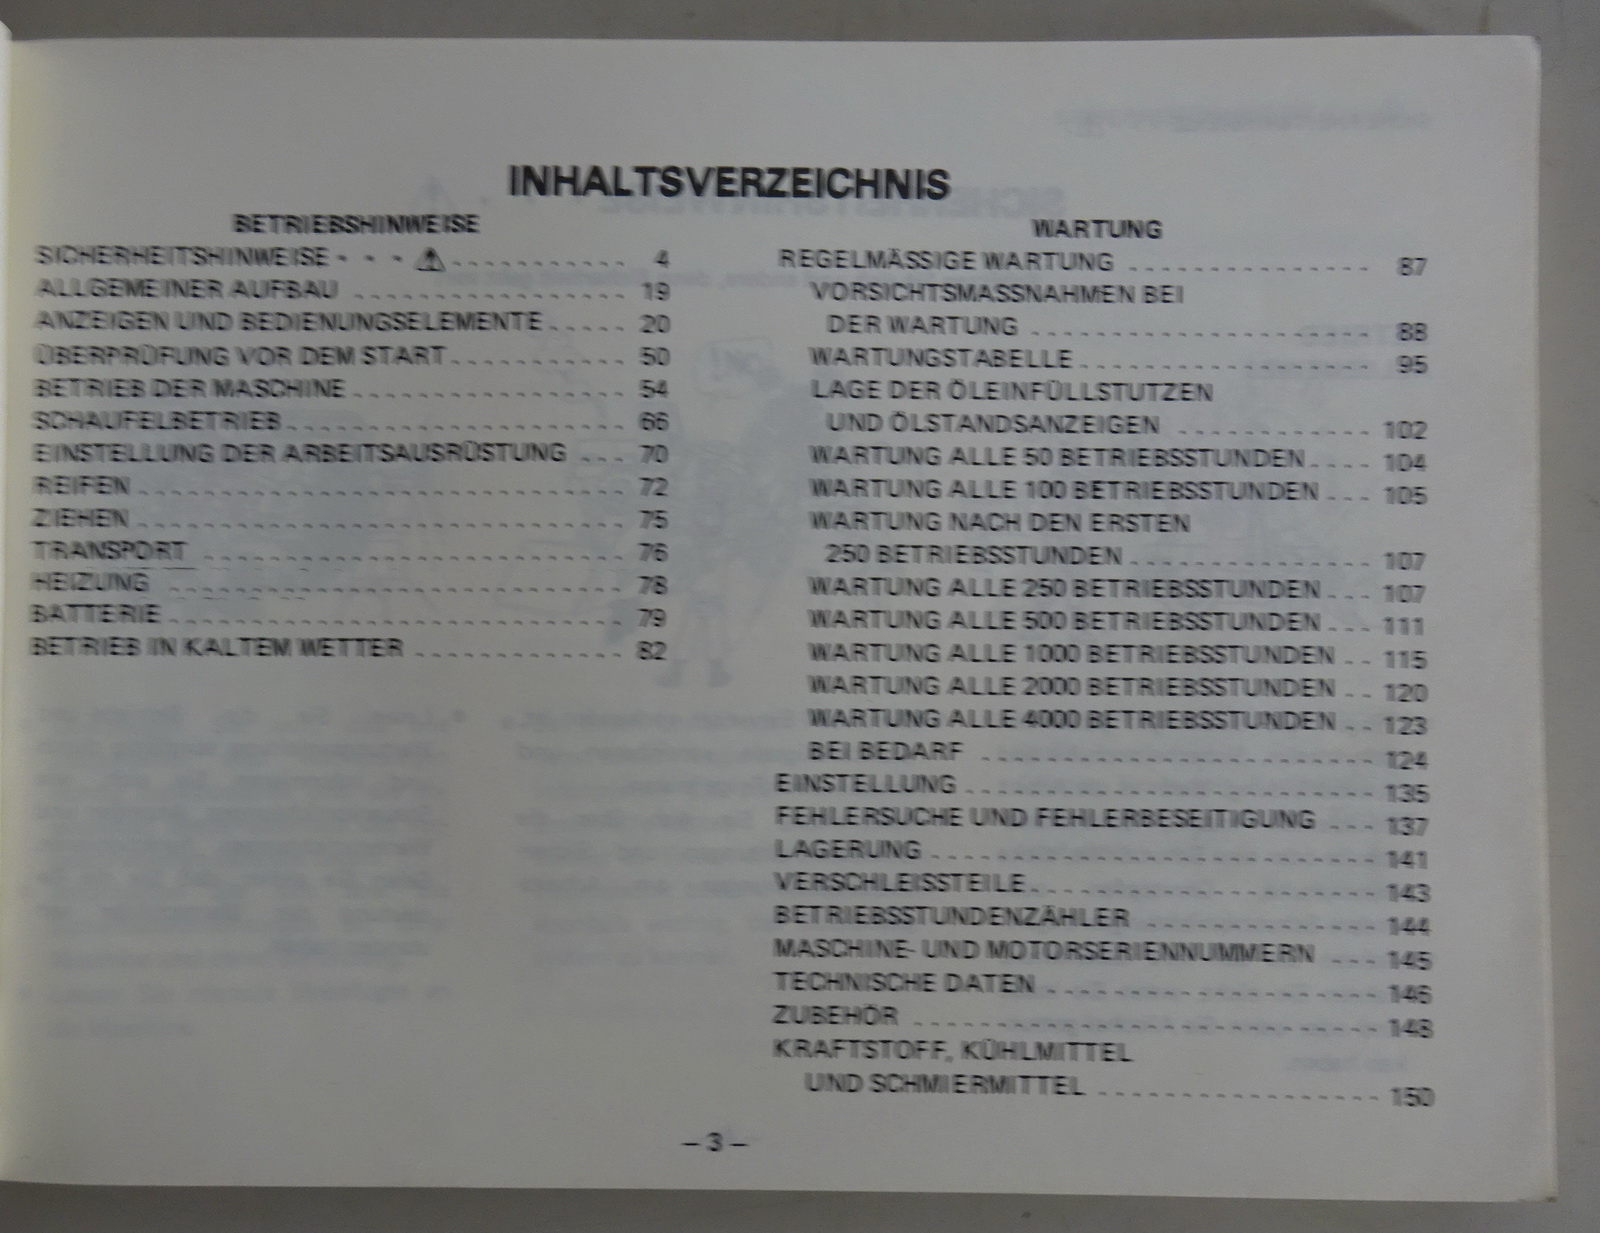 INHALTSVERZEICHNIS
BETRIEBSHINWEISE
SICHERHEITSHINWEISE · · · ⚠ 4
ALLGEMEINER AUFBAU 19
ANZEIGEN UND BEDIENUNGSELEMENTE 20
ÜBERPRÜFUNG VOR DEM START 50
BETRIEB DER MASCHINE 54
SCHAUFELBETRIEB 66
EINSTELLUNG DER ARBEITSAUSRÜSTUNG 70
REIFEN 72
ZIEHEN 75
TRANSPORT 76
HEIZUNG 78
BATTERIE 79
BETRIEB IN KALTEM WETTER 82
WARTUNG
REGELMÄSSIGE WARTUNG 87
VORSICHTSMASSNAHMEN BEI
DER WARTUNG 88
WARTUNGSTABELLE 95
LAGE DER ÖLEINFÜLLSTUTZEN
UND ÖLSTANDSANZEIGEN 102
WARTUNG ALLE 50 BETRIEBSSTUNDEN 104
WARTUNG ALLE 100 BETRIEBSSTUNDEN 105
WARTUNG NACH DEN ERSTEN
250 BETRIEBSSTUNDEN 107
WARTUNG ALLE 250 BETRIEBSSTUNDEN 107
WARTUNG ALLE 500 BETRIEBSSTUNDEN 111
WARTUNG ALLE 1000 BETRIEBSSTUNDEN 115
WARTUNG ALLE 2000 BETRIEBSSTUNDEN 120
WARTUNG ALLE 4000 BETRIEBSSTUNDEN 123
BEI BEDARF 124
EINSTELLUNG 135
FEHLERSUCHE UND FEHLERBESEITIGUNG 137
LAGERUNG 141
VERSCHLEISSTEILE 143
BETRIEBSSTUNDENZÄHLER 144
MASCHINE- UND MOTORSERIENNUMMERN 145
TECHNISCHE DATEN 146
ZUBEHÖR 148
KRAFTSTOFF, KÜHLMITTEL
UND SCHMIERMITTEL 150
– 3 –